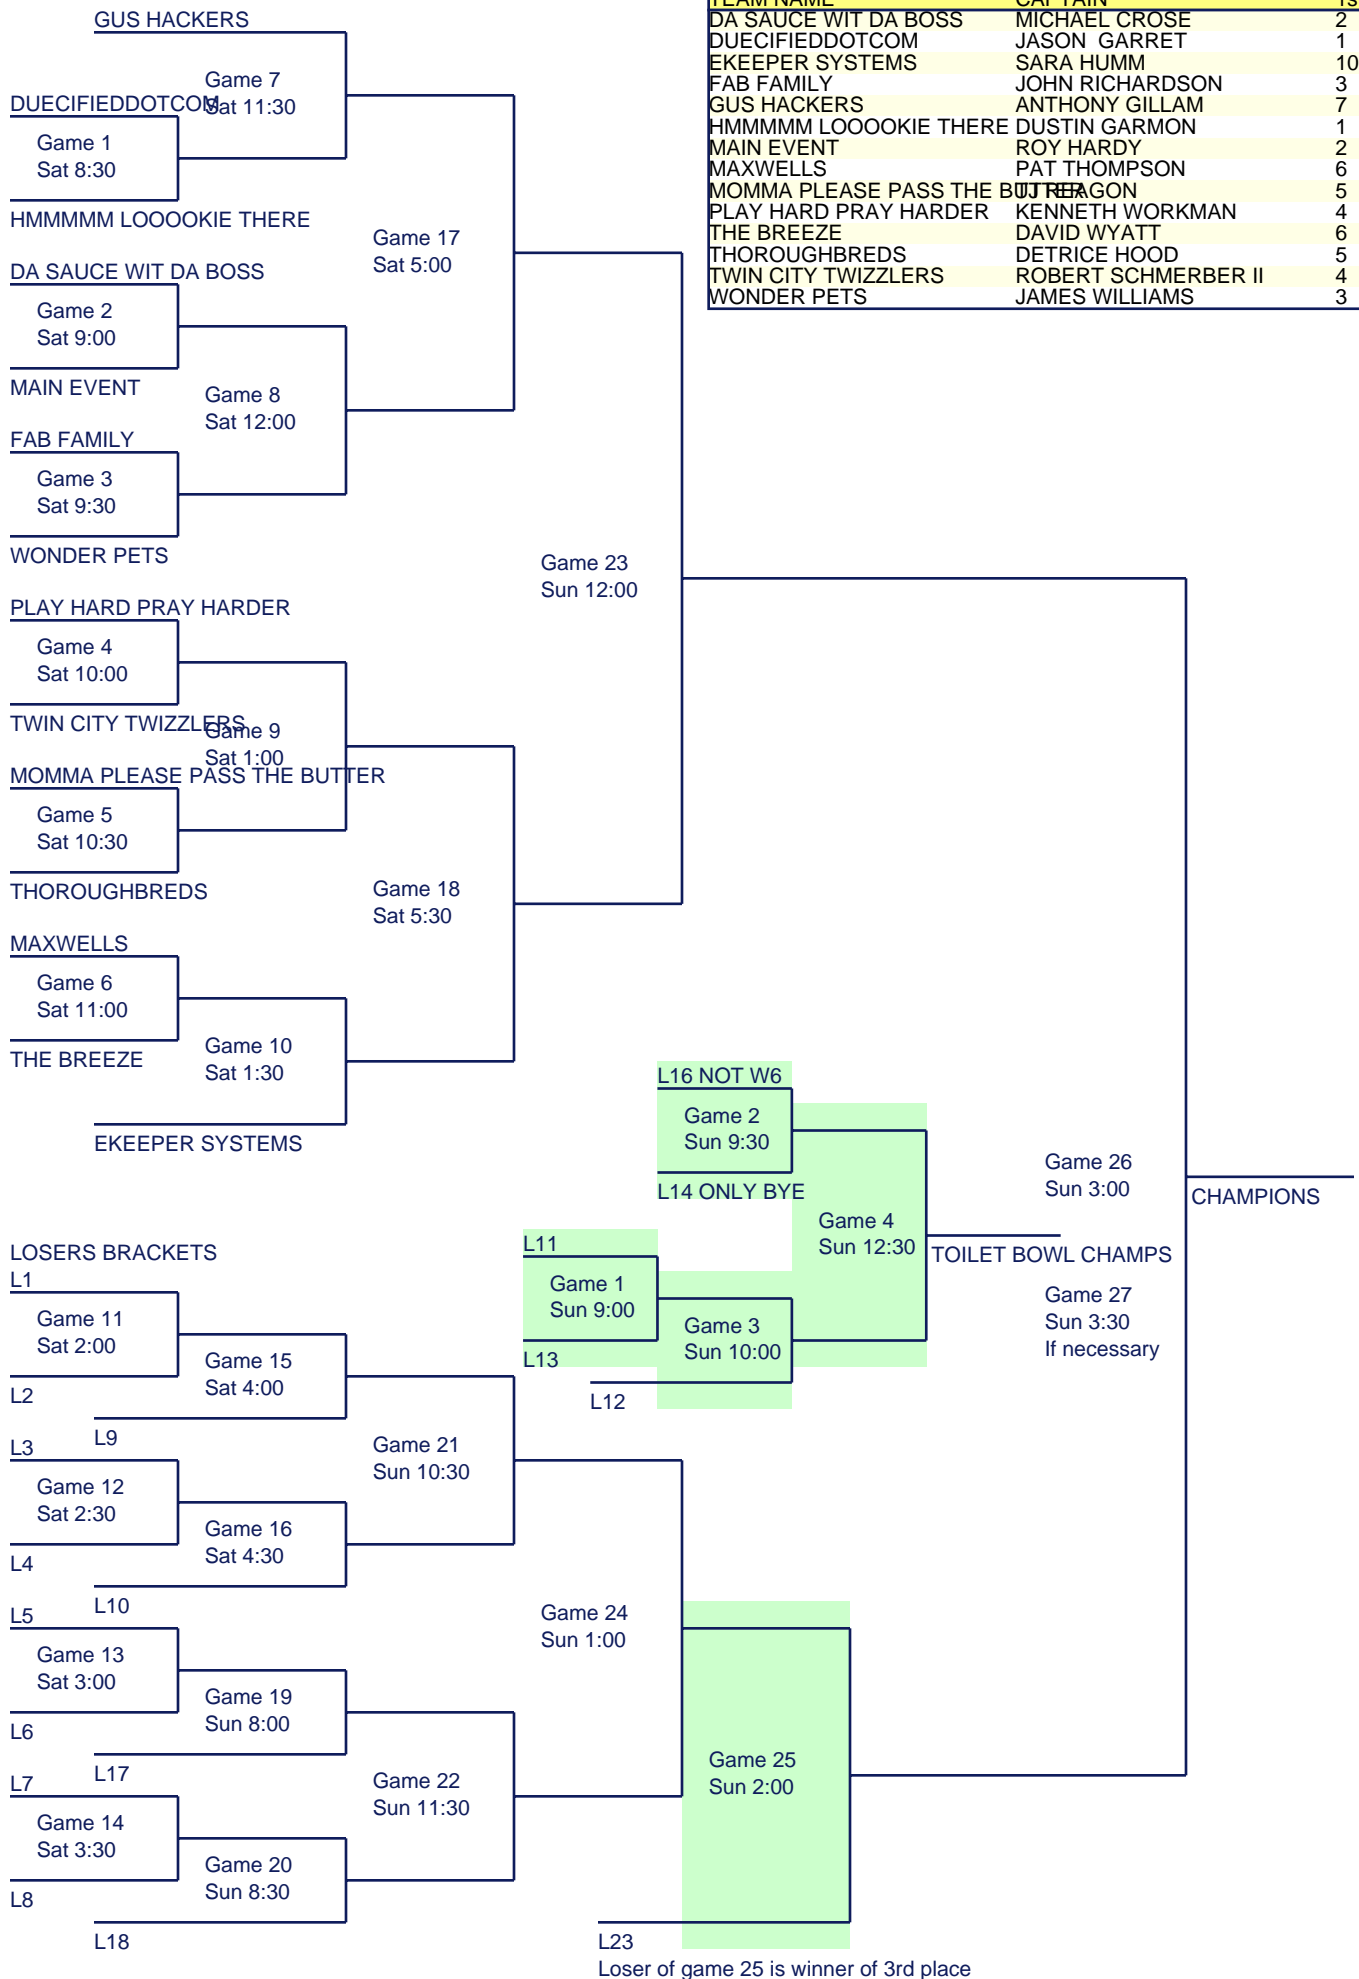 TEAM NAME CAPTAIN
DA SAUCE WIT DA BOSS MICHAEL CROSE 2
DUECIFIEDDOTCOM JASON  GARRET 1
EKEEPER SYSTEMS SARA HUMM 10
FAB FAMILY JOHN RICHARDSON 3
GUS HACKERS ANTHONY GILLAM 7
HMMMMM LOOOOKIE THERE DUSTIN GARMON 1
MAIN EVENT ROY HARDY 2
MAXWELLS PAT THOMPSON 6
MOMMA PLEASE PASS THE BUTTER 5
PLAY HARD PRAY HARDER KENNETH WORKMAN 4
THE BREEZE DAVID WYATT 6
THOROUGHBREDS DETRICE HOOD 5
TWIN CITY TWIZZLERS ROBERT SCHMERBER II 4
WONDER PETS JAMES WILLIAMS 3
GUS HACKERS
Game 7
Sat 11:30
DUECIFIEDDOTCOM
Game 1
Sat 8:30
HMMMMM LOOOOKIE THERE
Game 17
Sat 5:00
DA SAUCE WIT DA BOSS
Game 2
Sat 9:00
MAIN EVENT
Game 8
Sat 12:00
FAB FAMILY
Game 3
Sat 9:30
WONDER PETS
Game 23
Sun 12:00
PLAY HARD PRAY HARDER
Game 4
Sat 10:00
TWIN CITY TWIZZLERS
Game 9
Sat 1:00
MOMMA PLEASE PASS THE BUTTER
Game 5
Sat 10:30
THOROUGHBREDS
Game 18
Sat 5:30
MAXWELLS
Game 6
Sat 11:00
THE BREEZE
Game 10
Sat 1:30
EKEEPER SYSTEMS
L16 NOT W6
Game 2
Sun 9:30
L14 ONLY BYE
Game 4
Sun 12:30
TOILET BOWL CHAMPS
L11
Game 1
Sun 9:00
L13
Game 3
Sun 10:00
L12
Game 26
Sun 3:00
CHAMPIONS
Game 27
Sun 3:30
If necessary
LOSERS BRACKETS
L1
Game 11
Sat 2:00
L2
Game 15
Sat 4:00
L9
Game 21
Sun 10:30
L3
Game 12
Sat 2:30
L4
Game 16
Sat 4:30
L10
Game 24
Sun 1:00
L5
Game 13
Sat 3:00
L6
Game 19
Sun 8:00
L17
Game 22
Sun 11:30
L7
Game 14
Sat 3:30
L8
Game 20
Sun 8:30
L18
Game 25
Sun 2:00
L23
Loser of game 25 is winner of 3rd place